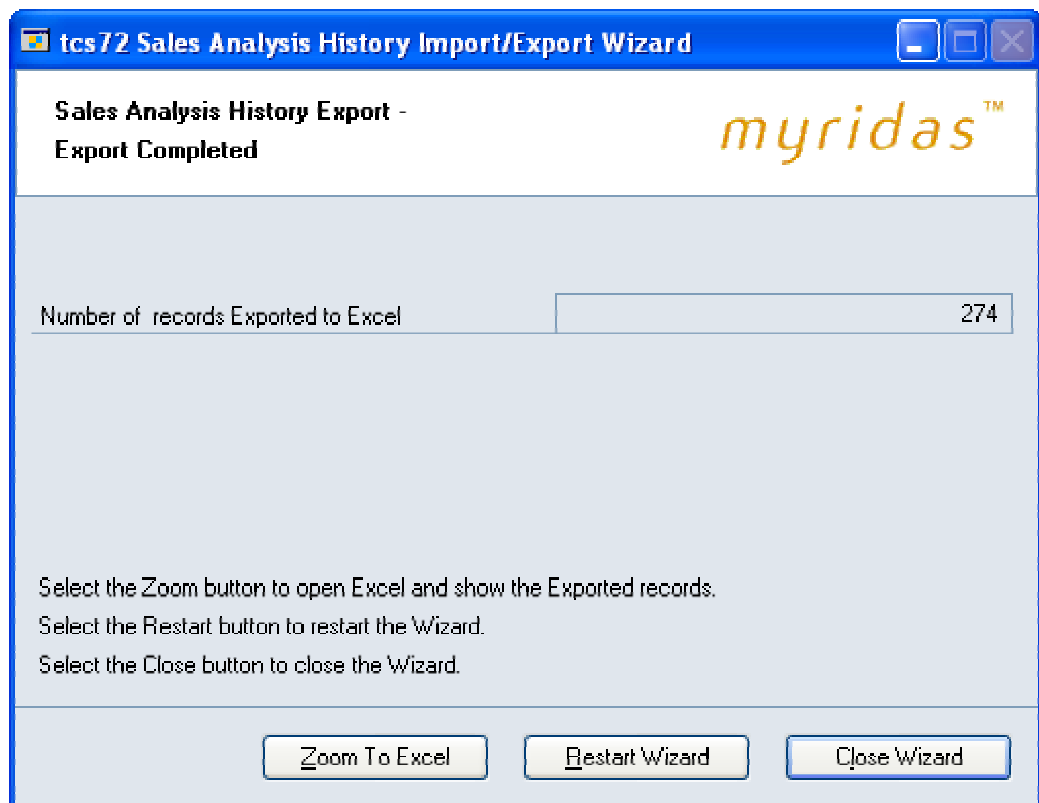 tcs72 Sales Analysis History Import/Export Wizard
Sales Analysis History Export -
Export Completed
myridas™
Number of  records Exported to Excel
274
Select the Zoom button to open Excel and show the Exported records.
Select the Restart button to restart the Wizard.
Select the Close button to close the Wizard.
Zoom To Excel
Restart Wizard
Close Wizard